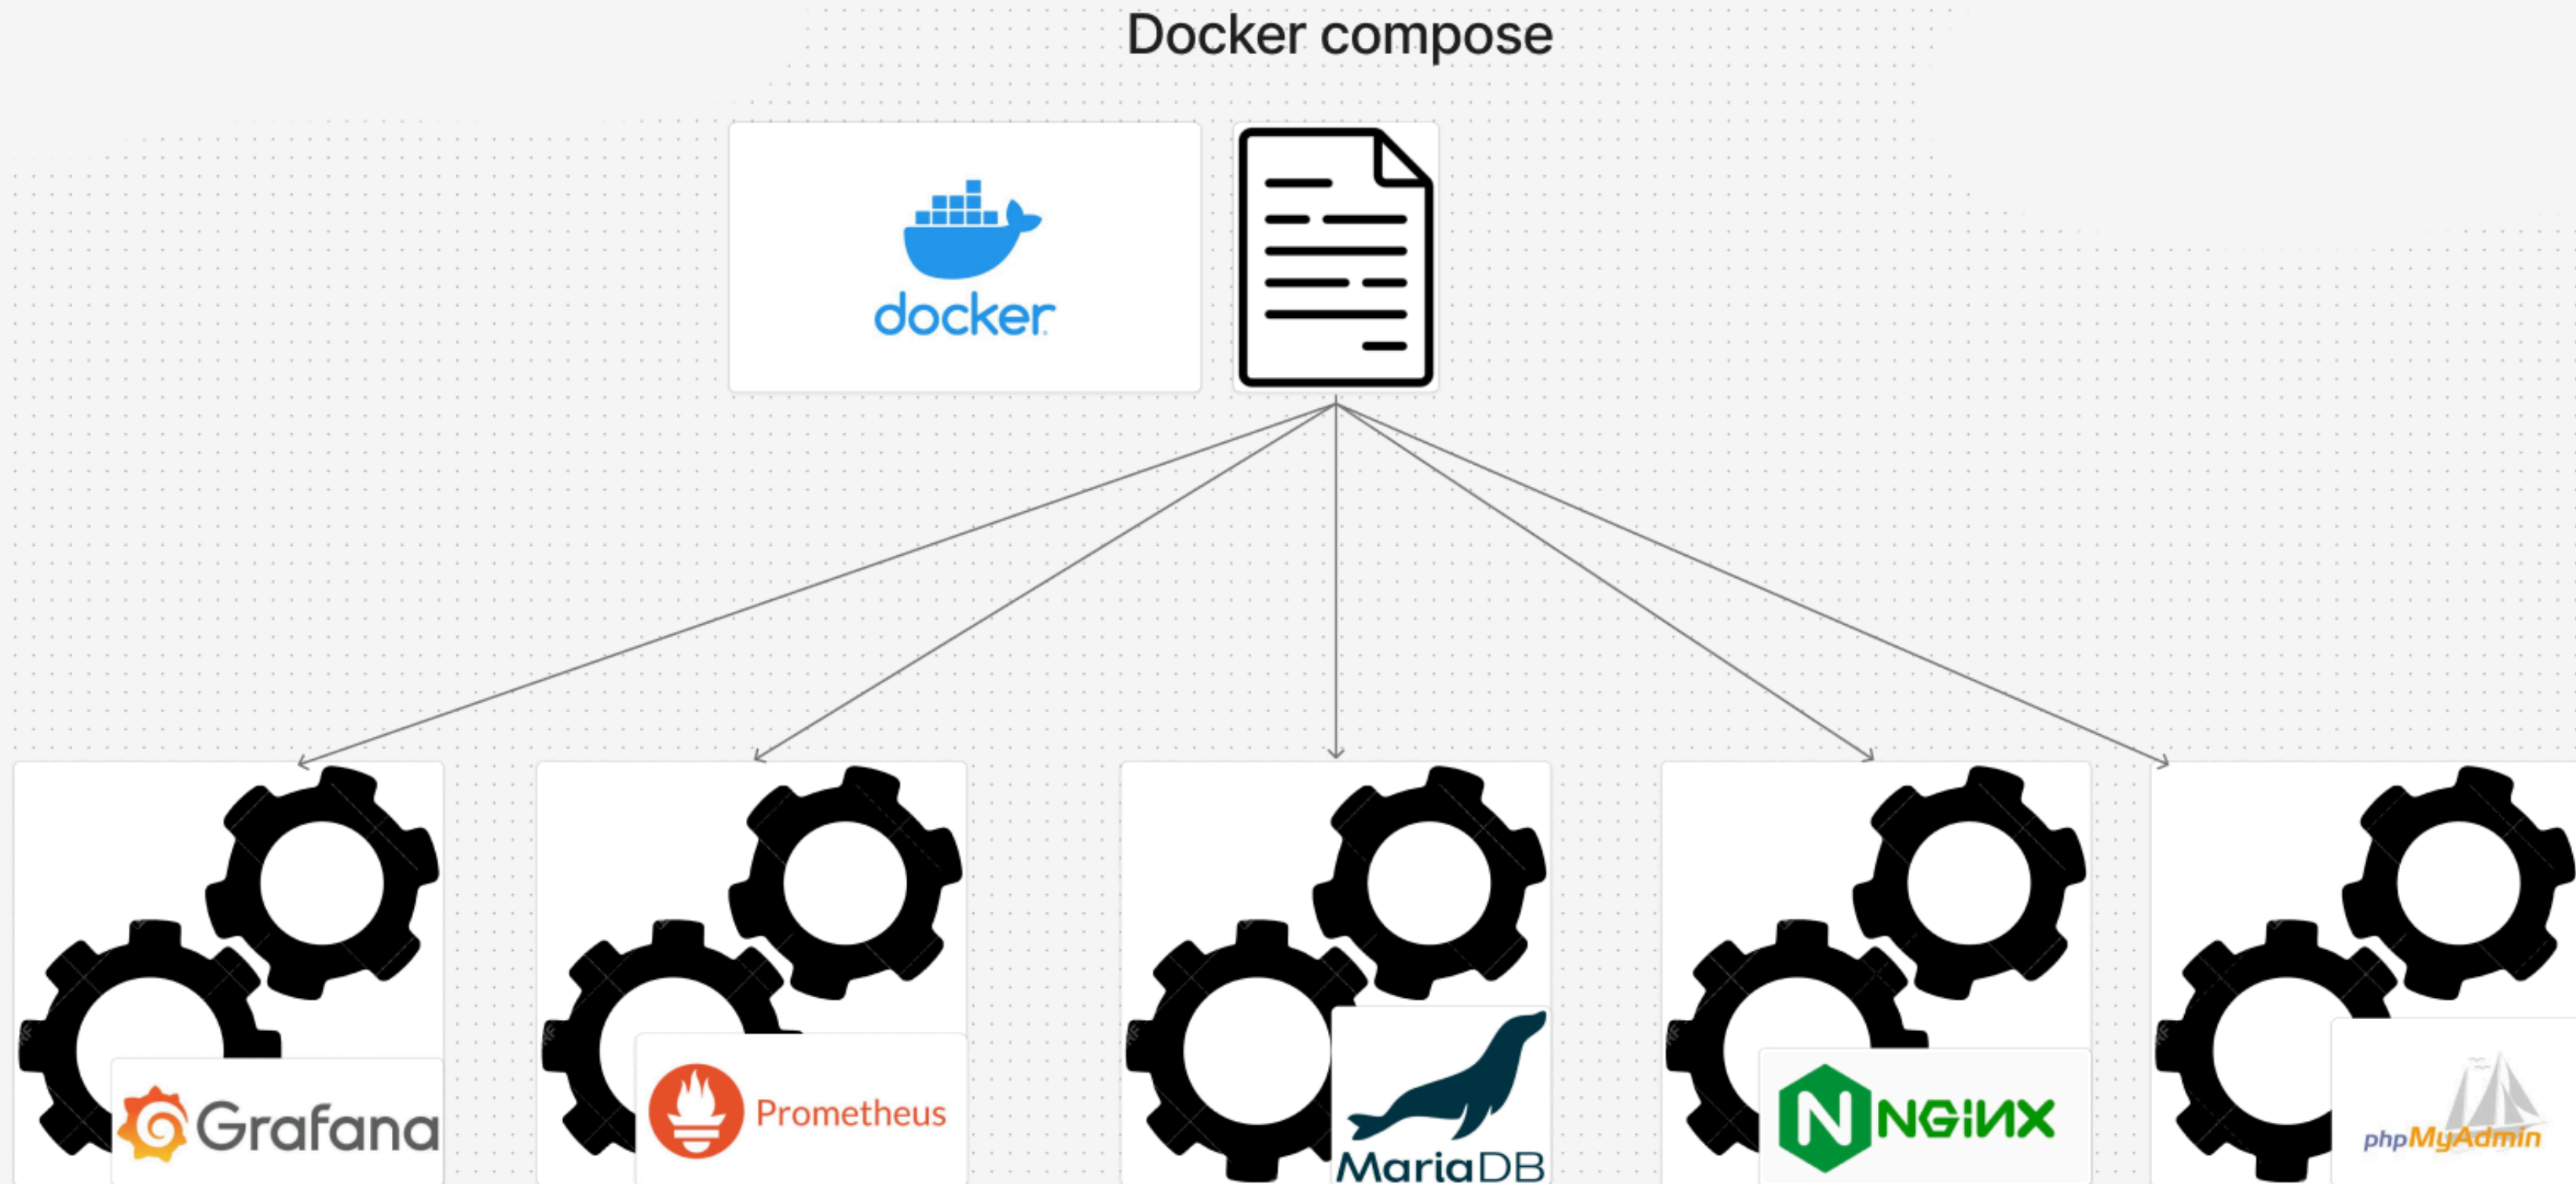 Docker compose
docker
Grafana
Prometheus
MariaDB
NGINX
phpMyAdmin